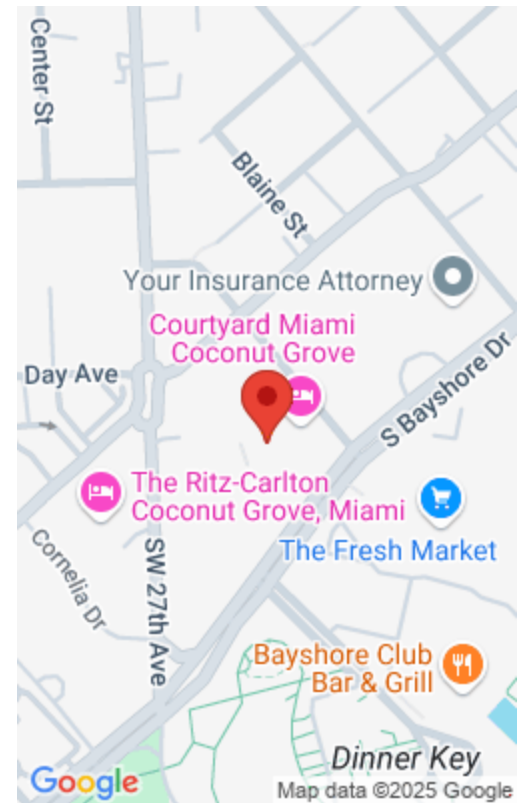 Center St
Blaine St
Your Insurance Attorney
Courtyard Miami
Coconut Grove
Day Ave
S Bayshore Dr
The Ritz-Carlton
Coconut Grove, Miami
The Fresh Market
Cornelia Dr
SW 27th Ave
Bayshore Club
Bar & Grill
Dinner Key
Google
Map data ©2025 Google